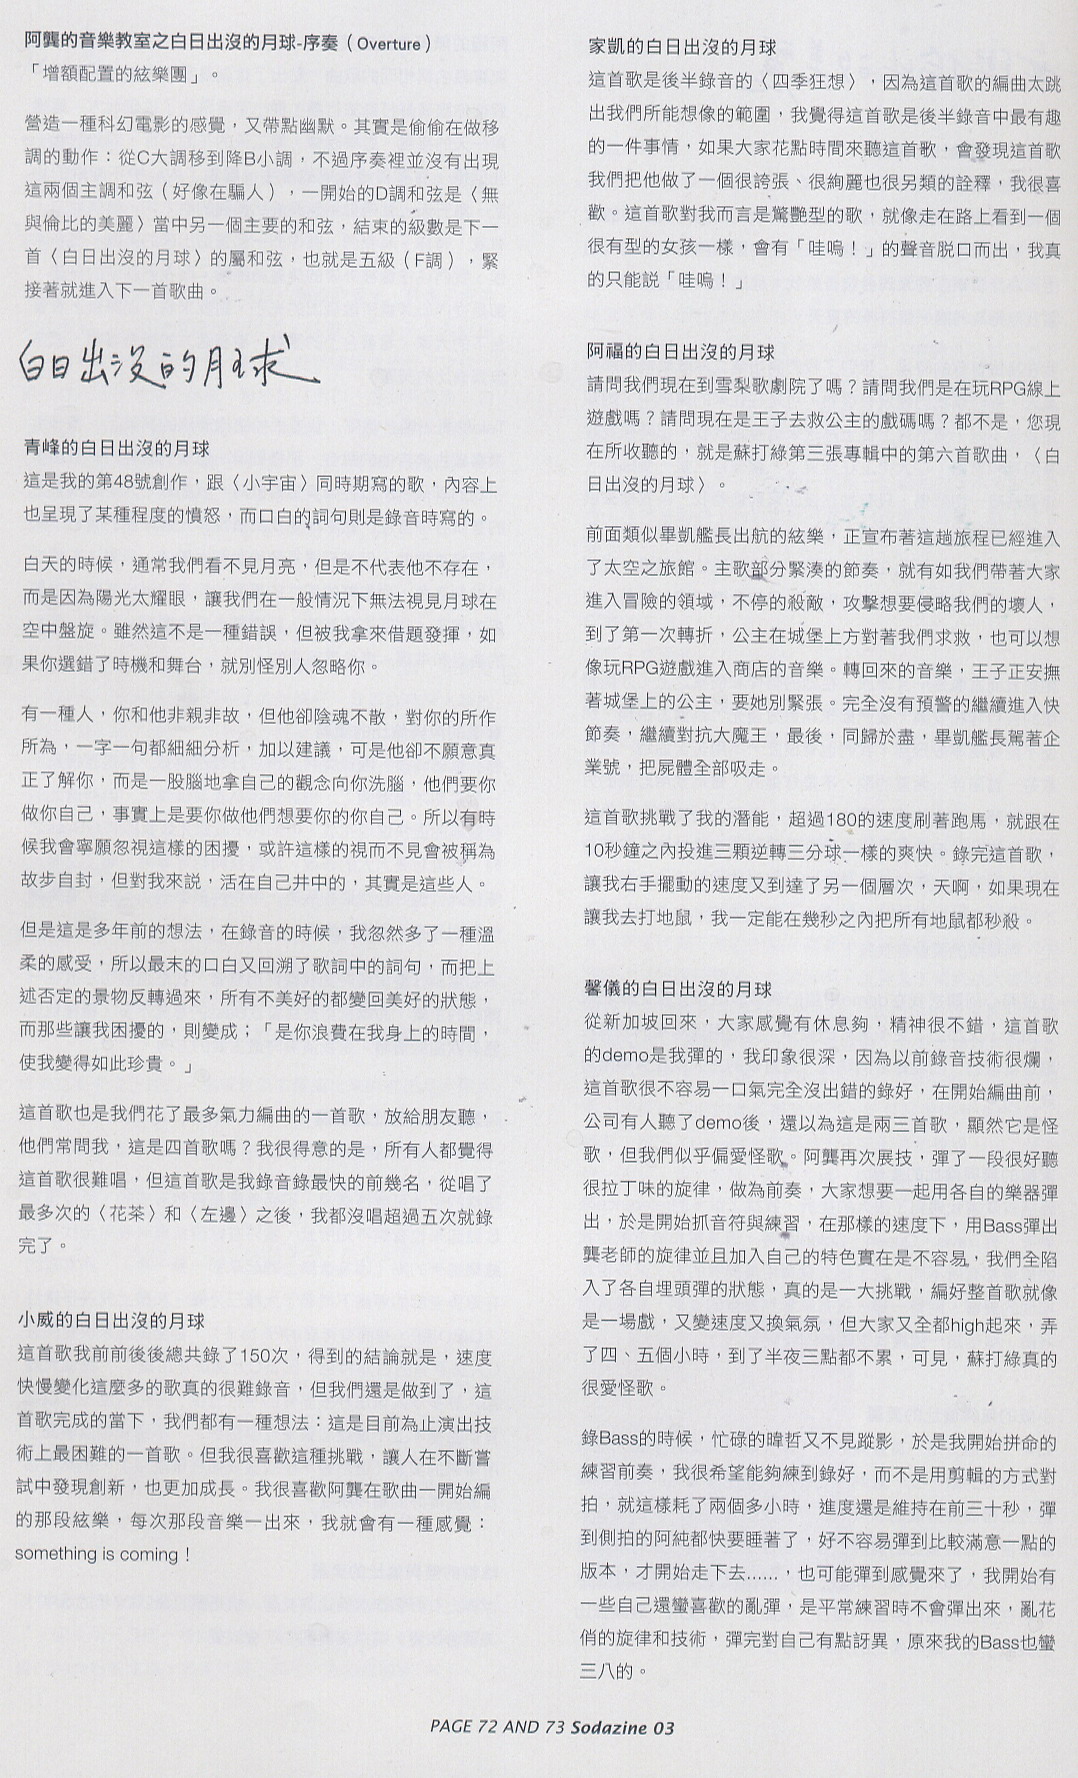 阿龔的音樂教室之白日出沒的月球-序奏（Overture）
「增額配置的絃樂團」。
營造一種科幻電影的感覺，又帶點幽默。其實是偷偷在做移
調的動作：從C大調移到降B小調，不過序奏裡並沒有出現
這兩個主調和弦（好像在騙人），一開始的D調和弦是〈無
與倫比的美麗〉當中另一個主要的和弦，結束的級數是下一
首〈白日出沒的月球〉的屬和弦，也就是五級（F調），緊
接著就進入下一首歌曲。
白日出沒的月球
青峰的白日出沒的月球
這是我的第48號創作，跟〈小宇宙〉同時期寫的歌，內容上
也呈現了某種程度的憤怒，而口白的詞句則是錄音時寫的。
白天的時候，通常我們看不見月亮，但是不代表他不存在，
而是因為陽光太耀眼，讓我們在一般情況下無法視見月球在
空中盤旋。雖然這不是一種錯誤，但被我拿來借題發揮，如
果你選錯了時機和舞台，就別怪別人忽略你。
有一種人，你和他非親非故，但他卻陰魂不散，對你的所作
所為，一字一句都細細分析，加以建議，可是他卻不願意真
正了解你，而是一股腦地拿自己的觀念向你洗腦，他們要你
做你自己，事實上是要你做他們想要你的你自己。所以有時
候我會寧願忽視這樣的困擾，或許這樣的視而不見會被稱為
故步自封，但對我來說，活在自己井中的，其實是這些人。
但是這是多年前的想法，在錄音的時候，我忽然多了一種溫
柔的感受，所以最末的口白又回溯了歌詞中的詞句，而把上
述否定的景物反轉過來，所有不美好的都變回美好的狀態，
而那些讓我困擾的，則變成；「是你浪費在我身上的時間，
使我變得如此珍貴。」
這首歌也是我們花了最多氣力編曲的一首歌，放給朋友聽，
他們常問我，這是四首歌嗎？我很得意的是，所有人都覺得
這首歌很難唱，但這首歌是我錄音錄最快的前幾名，從唱了
最多次的〈花茶〉和〈左邊〉之後，我都沒唱超過五次就錄
完了。
小威的白日出沒的月球
這首歌我前前後後總共錄了150次，得到的結論就是，速度
快慢變化這麼多的歌真的很難錄音，但我們還是做到了，這
首歌完成的當下，我們都有一種想法：這是目前為止演出技
術上最困難的一首歌。但我很喜歡這種挑戰，讓人在不斷嘗
試中發現創新，也更加成長。我很喜歡阿龔在歌曲一開始編
的那段絃樂，每次那段音樂一出來，我就會有一種感覺：
something is coming！
家凱的白日出沒的月球
這首歌是後半錄音的〈四季狂想〉，因為這首歌的編曲太跳
出我們所能想像的範圍，我覺得這首歌是後半錄音中最有趣
的一件事情，如果大家花點時間來聽這首歌，會發現這首歌
我們把他做了一個很誇張、很絢麗也很另類的詮釋，我很喜
歡。這首歌對我而言是驚艷型的歌，就像走在路上看到一個
很有型的女孩一樣，會有「哇嗚！」的聲音脫口而出，我真
的只能說「哇嗚！」
阿福的白日出沒的月球
請問我們現在到雪梨歌劇院了嗎？請問我們是在玩RPG線上
遊戲嗎？請問現在是王子去救公主的戲碼嗎？都不是，您現
在所收聽的，就是蘇打綠第三張專輯中的第六首歌曲，〈白
日出沒的月球〉。
前面類似畢凱艦長出航的絃樂，正宣布著這趟旅程已經進入
了太空之旅館。主歌部分緊湊的節奏，就有如我們帶著大家
進入冒險的領域，不停的殺敵，攻擊想要侵略我們的壞人，
到了第一次轉折，公主在城堡上方對著我們求救，也可以想
像玩RPG遊戲進入商店的音樂。轉回來的音樂，王子正安撫
著城堡上的公主，要她別緊張。完全沒有預警的繼續進入快
節奏，繼續對抗大魔王，最後，同歸於盡，畢凱艦長駕著企
業號，把屍體全部吸走。
這首歌挑戰了我的潛能，超過180的速度刷著跑馬，就跟在
10秒鐘之內投進三顆逆轉三分球一樣的爽快。錄完這首歌，
讓我右手擺動的速度又到達了另一個層次，天啊，如果現在
讓我去打地鼠，我一定能在幾秒之內把所有地鼠都秒殺。
馨儀的白日出沒的月球
從新加坡回來，大家感覺有休息夠，精神很不錯，這首歌
的demo是我彈的，我印象很深，因為以前錄音技術很爛，
這首歌很不容易一口氣完全沒出錯的錄好，在開始編曲前，
公司有人聽了demo後，還以為這是兩三首歌，顯然它是怪
歌，但我們似乎偏愛怪歌。阿龔再次展技，彈了一段很好聽
很拉丁味的旋律，做為前奏，大家想要一起用各自的樂器彈
出，於是開始抓音符與練習，在那樣的速度下，用Bass彈出
龔老師的旋律並且加入自己的特色實在是不容易，我們全陷
入了各自埋頭彈的狀態，真的是一大挑戰，編好整首歌就像
是一場戲，又變速度又換氣氛，但大家又全都high起來，弄
了四、五個小時，到了半夜三點都不累，可見，蘇打綠真的
很愛怪歌。
錄Bass的時候，忙碌的暐哲又不見蹤影，於是我開始拼命的
練習前奏，我很希望能夠練到錄好，而不是用剪輯的方式對
拍，就這樣耗了兩個多小時，進度還是維持在前三十秒，彈
到側拍的阿純都快要睡著了，好不容易彈到比較滿意一點的
版本，才開始走下去……，也可能彈到感覺來了，我開始有
一些自己還蠻喜歡的亂彈，是平常練習時不會彈出來，亂花
俏的旋律和技術，彈完對自己有點訝異，原來我的Bass也蠻
三八的。
PAGE 72 AND 73 Sodazine 03